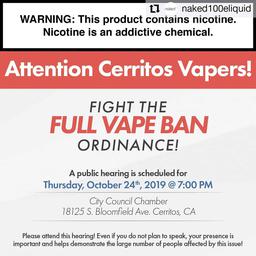 WARNING: This product contains nicotine.
Nicotine is an addictive chemical.
naked100eliquid
Attention Cerritos Vapers!
FIGHT THE
FULL VAPE BAN
ORDINANCE!
A public hearing is scheduled for
Thursday, October 24th, 2019 @ 7:00 PM
City Council Chamber
18125 S. Bloomfield Ave. Cerritos, CA
Please attend this hearing! Even if you do not plan to speak, your presence is
important and helps demonstrate the large number of people affected by this issue!